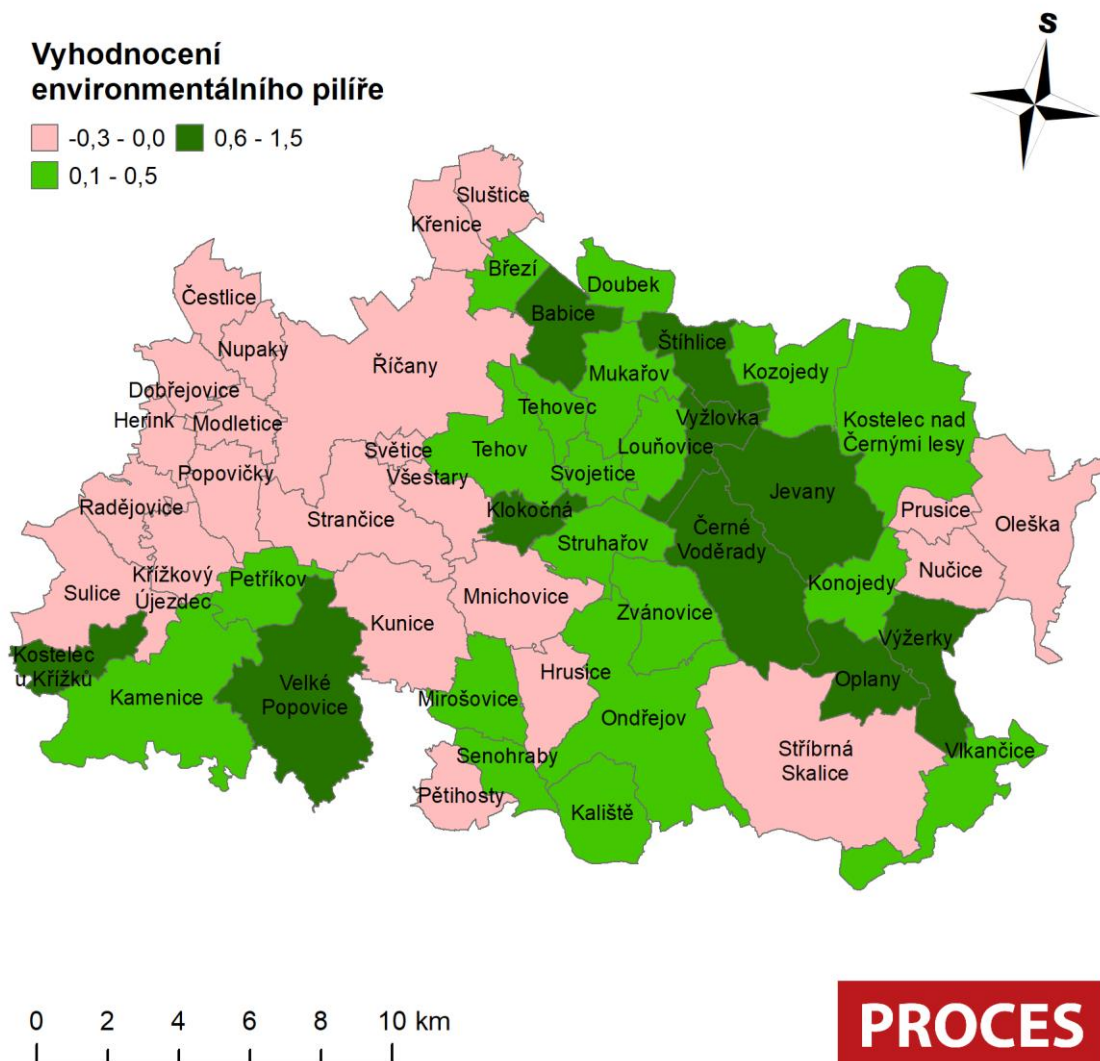 S
Vyhodnocení
environmentálního pilíře
-0,3 - 0,0
0,6 - 1,5
0,1 - 0,5
Sluštice
Křenice
Březí
Doubek
Čestlice
Babice
Štíhlice
Nupaky
Říčany
Mukařov
Kozojedy
Dobřejovice
Tehovec
Vyžlovka
Kostelec nad
Černými lesy
Herink
Modletice
Světice
Tehov
Louňovice
Popovičky
Všestary
Svojetice
Jevany
Radějovice
Strančice
Klokočná
Černé
Voděrady
Prusice
Oleška
Struhařov
Nučice
Křížkový
Újezdec
Petříkov
Konojedy
Sulice
Mnichovice
Zvánovice
Kunice
Výžerky
Kostelec
u Křížků
Hrusice
Oplany
Velké
Popovice
Kamenice
Mirošovice
Ondřejov
Stříbrná
Skalice
Vlkančice
Senohraby
Pětihosty
Kaliště
0 2 4 6 8 10 km
PROCES